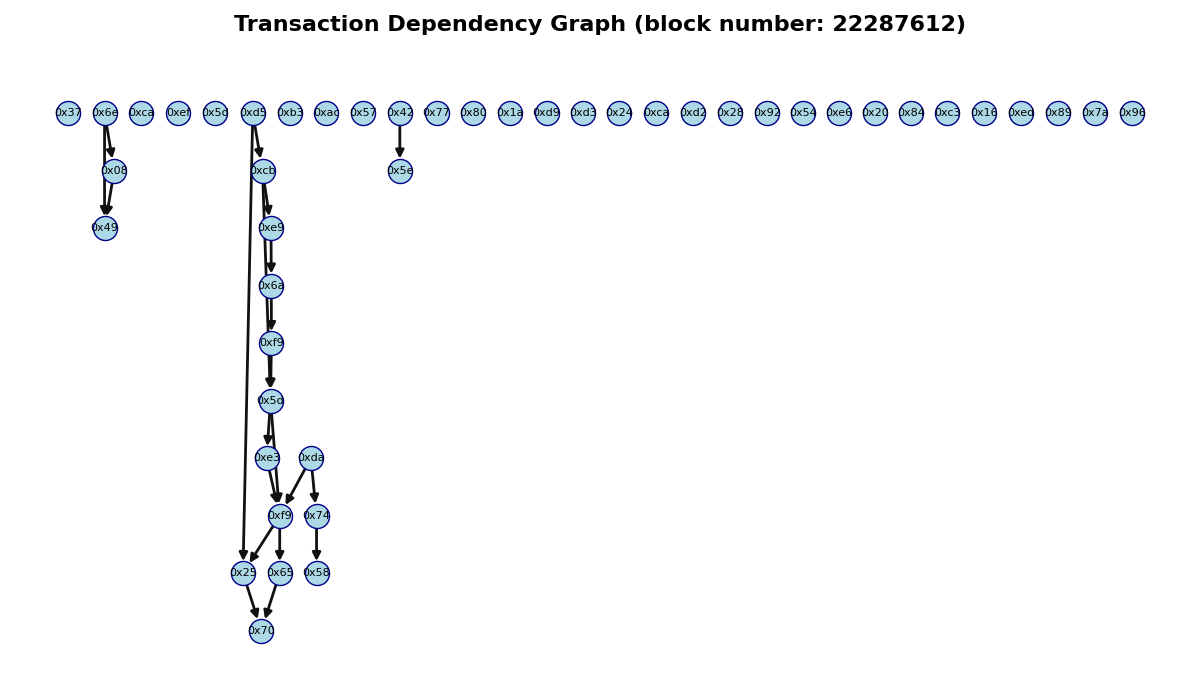 Transaction Dependency Graph (block number: 22287612)
0x37 0x6e 0xca 0xef 0x5c 0xd5 0xb3 0xac 0x57 0x42 0x77 0x80 0x1a 0xd9 0xd3 0x24 0xca 0xd2 0x28 0x92 0x54 0xe6 0x20 0x84 0xc3 0x16 0xed 0x89 0x7a 0x96
0x08 0xcb 0x5e
0x49 0xe9
0x6a
0xf9
0x5d
0xe3 0xda
0xf9 0x74
0x25 0x65 0x58
0x70